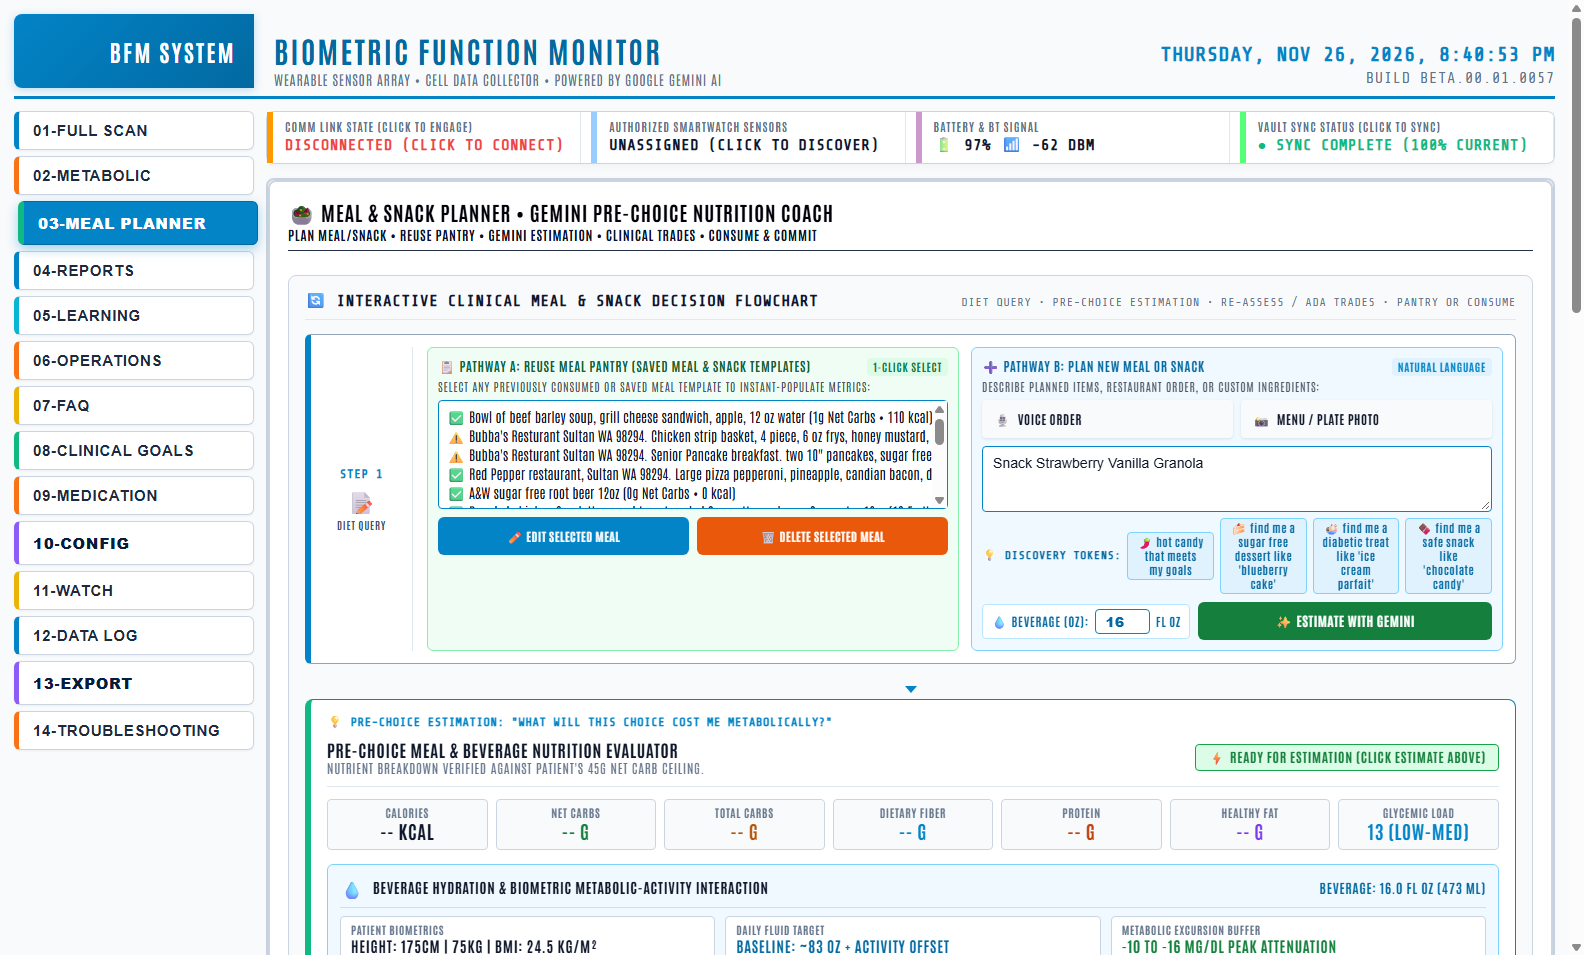 BFM SYSTEM
BIOMETRIC FUNCTION MONITOR
WEARABLE SENSOR ARRAY • CELL DATA COLLECTOR • POWERED BY GOOGLE GEMINI AI
THURSDAY, NOV 26, 2026, 8:40:53 PM
BUILD BETA.00.01.0057
01-FULL SCAN
02-METABOLIC
03-MEAL PLANNER
04-REPORTS
05-LEARNING
06-OPERATIONS
07-FAQ
08-CLINICAL GOALS
09-MEDICATION
10-CONFIG
11-WATCH
12-DATA LOG
13-EXPORT
14-TROUBLESHOOTING
COMM LINK STATE (CLICK TO ENGAGE)
DISCONNECTED (CLICK TO CONNECT)
AUTHORIZED SMARTWATCH SENSORS
UNASSIGNED (CLICK TO DISCOVER)
BATTERY & BT SIGNAL
97% -62 DBM
VAULT SYNC STATUS (CLICK TO SYNC)
● SYNC COMPLETE (100% CURRENT)
MEAL & SNACK PLANNER • GEMINI PRE-CHOICE NUTRITION COACH
PLAN MEAL/SNACK • REUSE PANTRY • GEMINI ESTIMATION • CLINICAL TRADES • CONSUME & COMMIT
INTERACTIVE CLINICAL MEAL & SNACK DECISION FLOWCHART
DIET QUERY • PRE-CHOICE ESTIMATION • RE-ASSESS / ADA TRADES • PANTRY OR CONSUME
STEP 1
DIET QUERY
PATHWAY A: REUSE MEAL PANTRY (SAVED MEAL & SNACK TEMPLATES)
1-CLICK SELECT
SELECT ANY PREVIOUSLY CONSUMED OR SAVED MEAL TEMPLATE TO INSTANT-POPULATE METRICS:
Bowl of beef barley soup, grill cheese sandwich, apple, 12 oz water (1g Net Carbs • 110 kcal)
Bubba's Resturant Sultan WA 98294. Chicken strip basket, 4 piece, 6 oz frys, honey mustard,
Bubba's Resturant Sultan WA 98294. Senior Pancake breakfast. two 10" pancakes, sugar free
Red Pepper restaurant, Sultan WA 98294. Large pizza pepperoni, pineapple, candian bacon, d
A&W sugar free root beer 12oz (0g Net Carbs • 0 kcal)
EDIT SELECTED MEAL
DELETE SELECTED MEAL
PATHWAY B: PLAN NEW MEAL OR SNACK
NATURAL LANGUAGE
DESCRIBE PLANNED ITEMS, RESTAURANT ORDER, OR CUSTOM INGREDIENTS:
VOICE ORDER
MENU / PLATE PHOTO
Snack Strawberry Vanilla Granola
DISCOVERY TOKENS:
hot candy
that meets
my goals
find me a
sugar free
dessert like
'blueberry
cake'
find me a
diabetic treat
like 'ice
cream
parfait'
find me a
safe snack
like
'chocolate
candy'
BEVERAGE (OZ): 16 FL OZ
ESTIMATE WITH GEMINI
PRE-CHOICE ESTIMATION: "WHAT WILL THIS CHOICE COST ME METABOLICALLY?"
PRE-CHOICE MEAL & BEVERAGE NUTRITION EVALUATOR
NUTRIENT BREAKDOWN VERIFIED AGAINST PATIENT'S 45G NET CARB CEILING.
READY FOR ESTIMATION (CLICK ESTIMATE ABOVE)
CALORIES
-- KCAL
NET CARBS
-- G
TOTAL CARBS
-- G
DIETARY FIBER
-- G
PROTEIN
-- G
HEALTHY FAT
-- G
GLYCEMIC LOAD
13 (LOW-MED)
BEVERAGE HYDRATION & BIOMETRIC METABOLIC-ACTIVITY INTERACTION
BEVERAGE: 16.0 FL OZ (473 ML)
PATIENT BIOMETRICS
HEIGHT: 175CM | 75KG | BMI: 24.5 KG/M²
DAILY FLUID TARGET
BASELINE: ~83 OZ + ACTIVITY OFFSET
METABOLIC EXCURSION BUFFER
-10 TO -16 MG/DL PEAK ATTENUATION